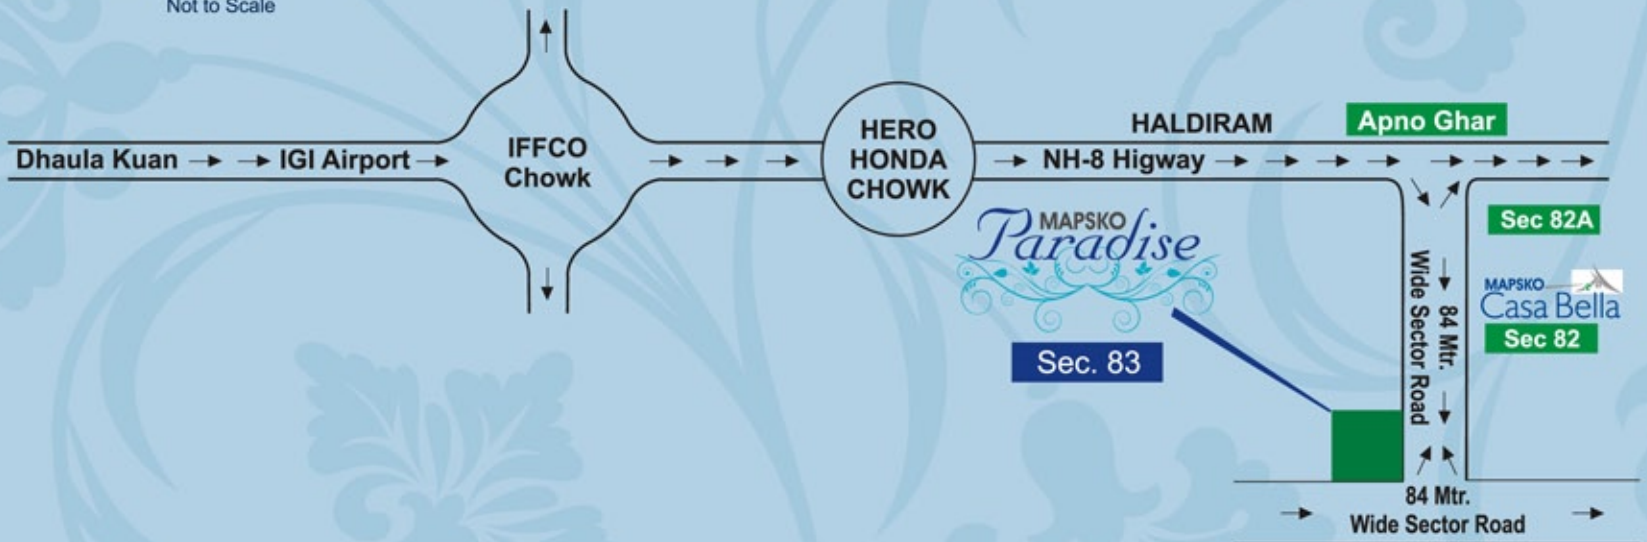 Not to Scale
Dhaula Kuan
IGI Airport
IFFCO
Chowk
HERO
HONDA
CHOWK
HALDIRAM
NH-8 Higway
Apno Ghar
MAPSKO
Paradise
Sec. 83
Wide Sector Road
84 Mtr.
Sec 82A
MAPSKO
Casa Bella
Sec 82
84 Mtr.
Wide Sector Road